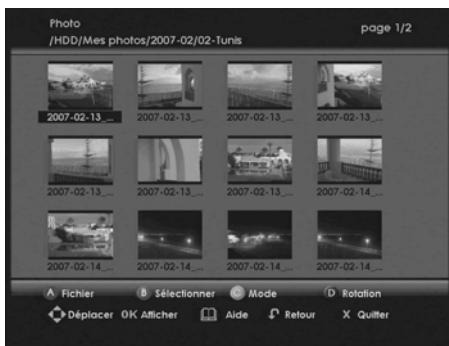 Photo
page 1/2
/HDD/Mes photos/2007-02/02-Tunis
2007-02-13_... 2007-02-13_... 2007-02-13_... 2007-02-13_...
2007-02-13_... 2007-02-13_... 2007-02-13_... 2007-02-14_...
2007-02-14_... 2007-02-14_... 2007-02-14_... 2007-02-14_...
A Fichier B Sélectionner C Mode D Rotation
Déplacer OK Afficher Aide Retour X Quitter